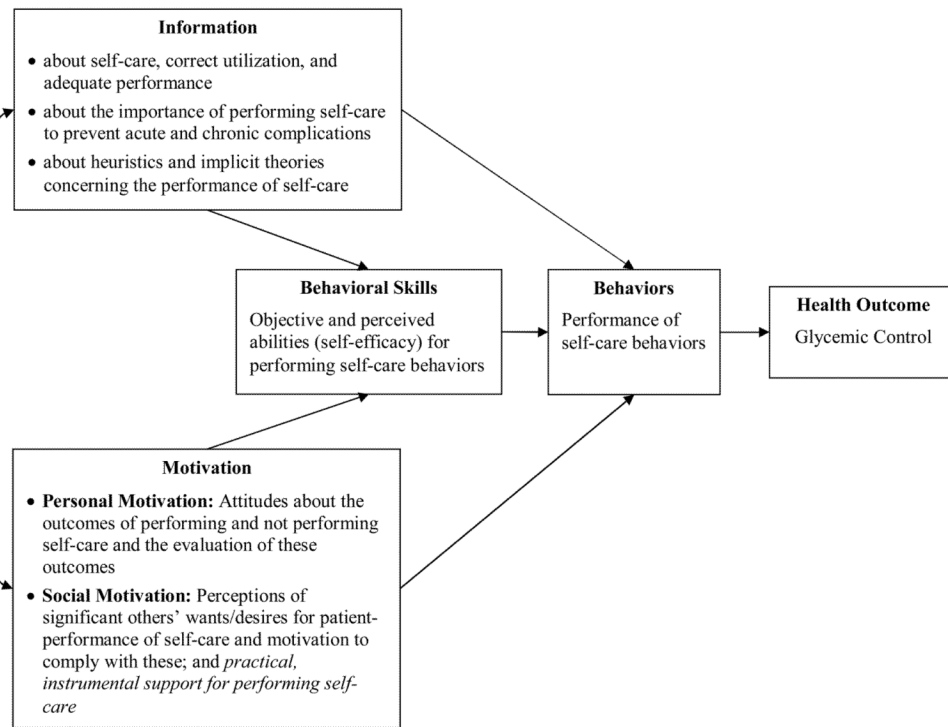 Information
• about self-care, correct utilization, and
adequate performance
• about the importance of performing self-care
to prevent acute and chronic complications
• about heuristics and implicit theories
concerning the performance of self-care
Behavioral Skills
Objective and perceived
abilities (self-efficacy) for
performing self-care behaviors
Behaviors
Performance of
self-care behaviors
Health Outcome
Glycemic Control
Motivation
• Personal Motivation: Attitudes about the
outcomes of performing and not performing
self-care and the evaluation of these
outcomes
• Social Motivation: Perceptions of
significant others’ wants/desires for patient-
performance of self-care and motivation to
comply with these; and practical,
instrumental support for performing self-
care